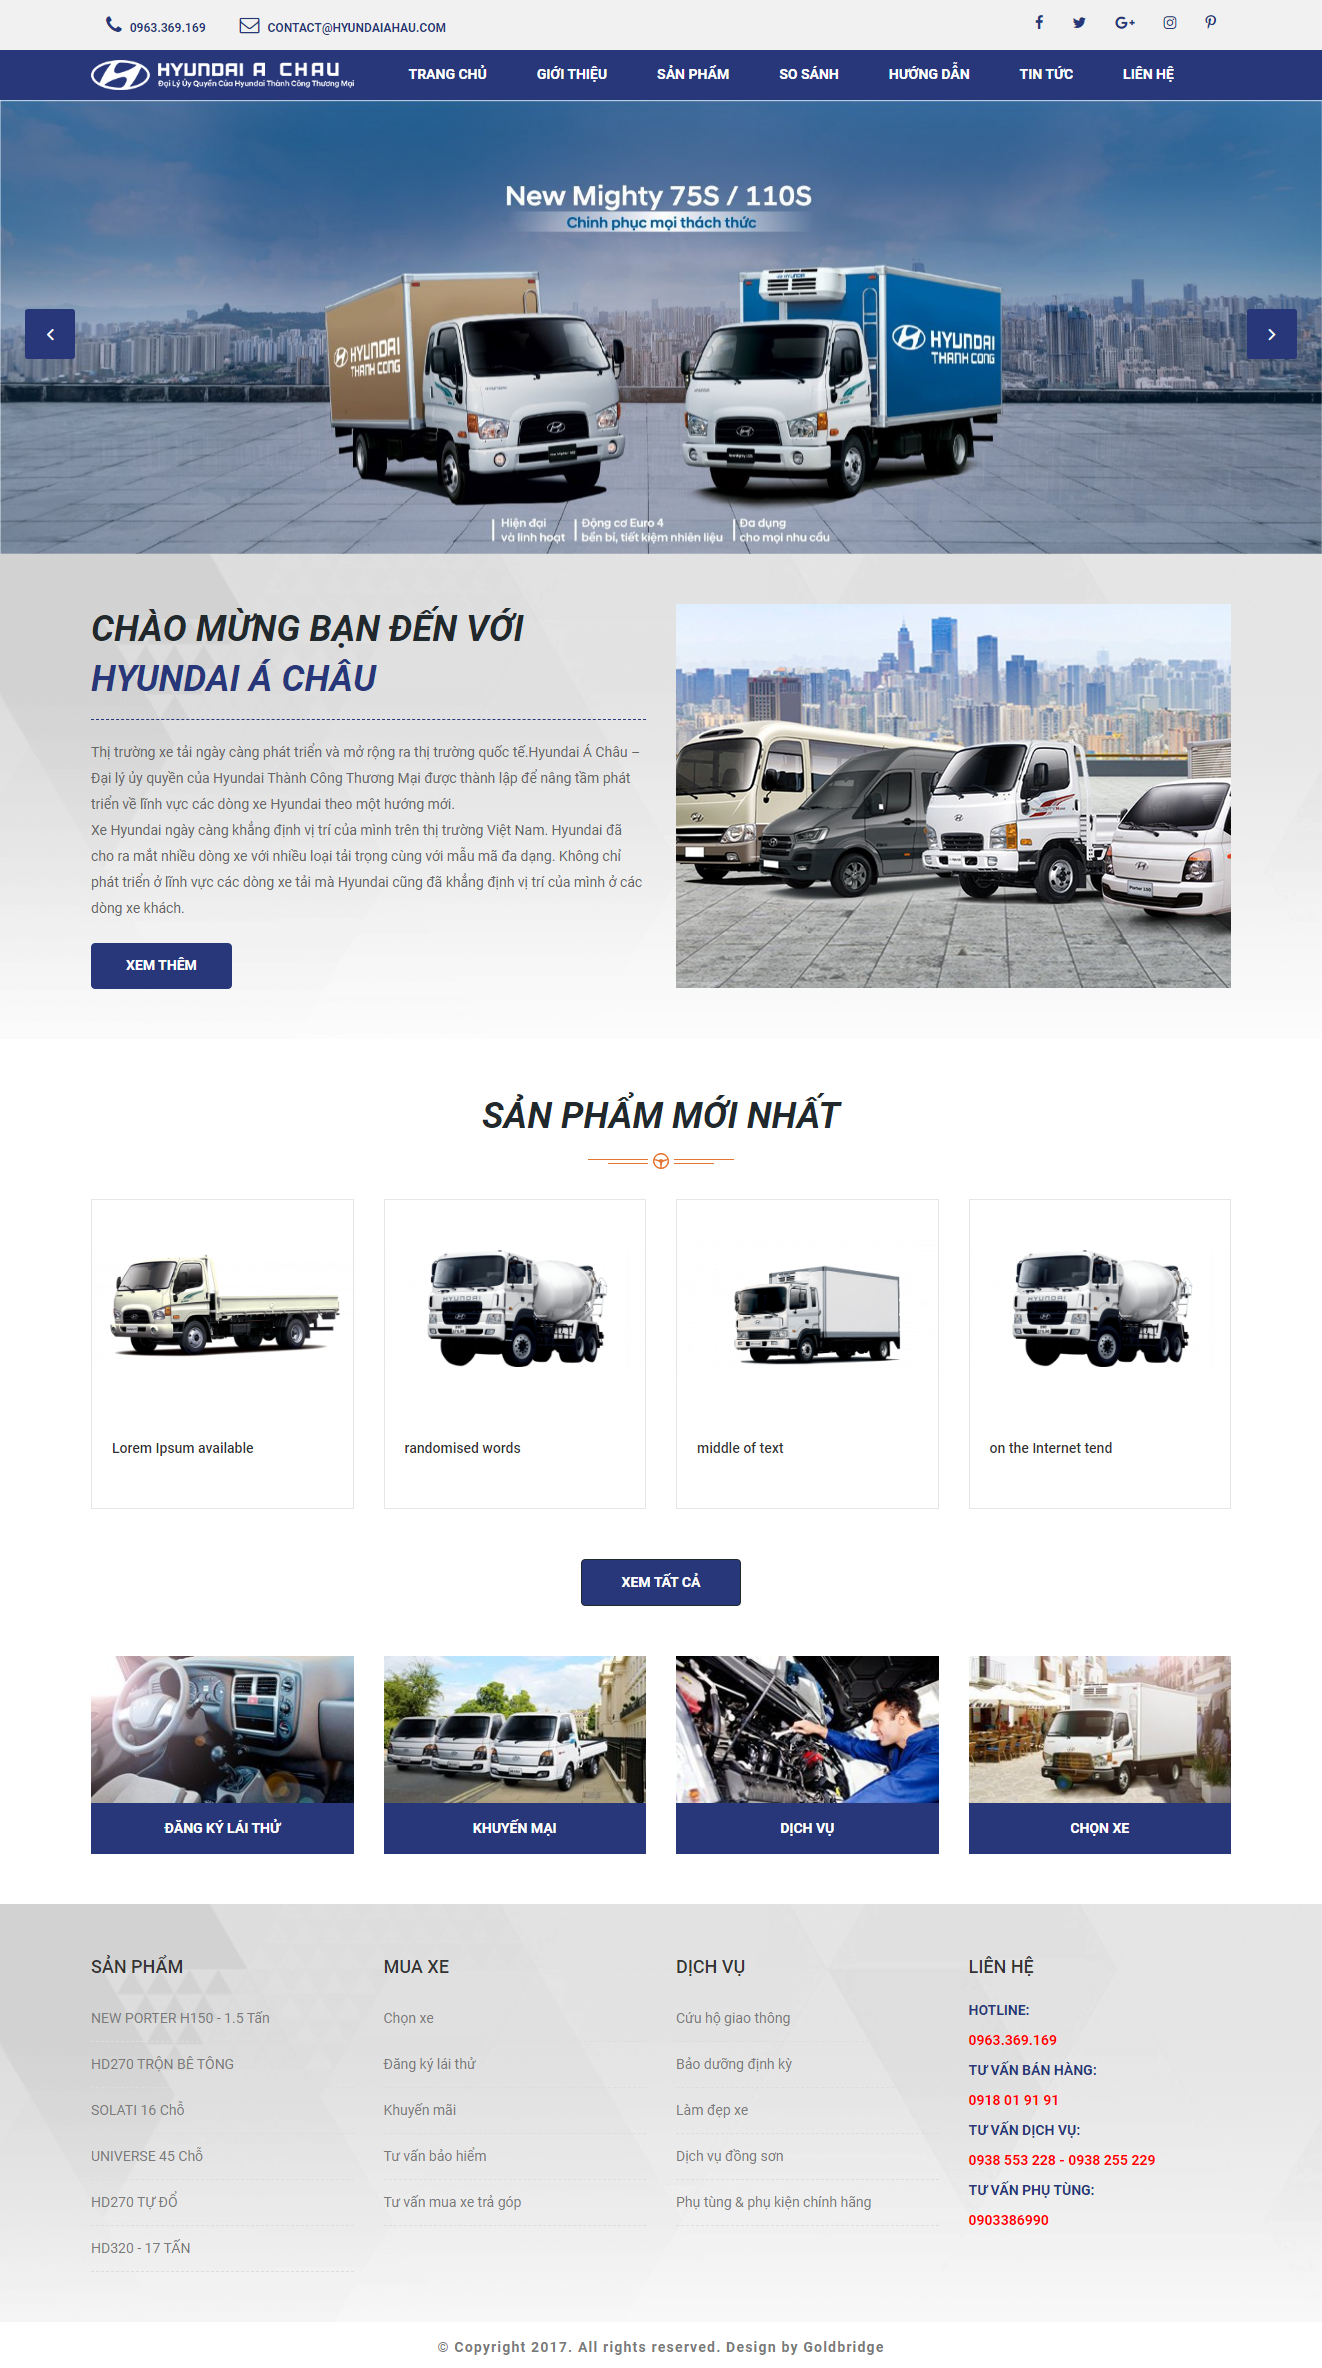 0963.369.169
CONTACT@HYUNDAIAHAU.COM
HYUNDAI A CHAU
Đại Lý Ủy Quyền Của Hyundai Thành Công Thương Mại
TRANG CHỦ
GIỚI THIỆU
SẢN PHẨM
SO SÁNH
HƯỚNG DẪN
TIN TỨC
LIÊN HỆ
New Mighty 75S / 110S
Chinh phục mọi thách thức
HYUNDAI
THANH CONG
HYUNDAI
HYUNDAI
THANH CONG
Hiện đại
và linh hoạt
Động cơ Euro 4
bền bỉ, tiết kiệm nhiên liệu
Đa dụng
cho mọi nhu cầu
CHÀO MỪNG BẠN ĐẾN VỚI
HYUNDAI Á CHÂU
Thị trường xe tải ngày càng phát triển và mở rộng ra thị trường quốc tế.Hyundai Á Châu –
Đại lý ủy quyền của Hyundai Thành Công Thương Mại được thành lập để nâng tầm phát
triển về lĩnh vực các dòng xe Hyundai theo một hướng mới.
Xe Hyundai ngày càng khẳng định vị trí của mình trên thị trường Việt Nam. Hyundai đã
cho ra mắt nhiều dòng xe với nhiều loại tải trọng cùng với mẫu mã đa dạng. Không chỉ
phát triển ở lĩnh vực các dòng xe tải mà Hyundai cũng đã khẳng định vị trí của mình ở các
dòng xe khách.
XEM THÊM
Porter 150
SẢN PHẨM MỚI NHẤT
HYUNDAI
HYUNDAI
Lorem Ipsum available
randomised words
middle of text
on the Internet tend
XEM TẤT CẢ
ĐĂNG KÝ LÁI THỬ
KHUYẾN MẠI
DỊCH VỤ
CHỌN XE
SẢN PHẨM
NEW PORTER H150 - 1.5 Tấn
HD270 TRỘN BÊ TÔNG
SOLATI 16 Chỗ
UNIVERSE 45 Chỗ
HD270 TỰ ĐỔ
HD320 - 17 TẤN
MUA XE
Chọn xe
Đăng ký lái thử
Khuyến mãi
Tư vấn bảo hiểm
Tư vấn mua xe trả góp
DỊCH VỤ
Cứu hộ giao thông
Bảo dưỡng định kỳ
Làm đẹp xe
Dịch vụ đồng sơn
Phụ tùng & phụ kiện chính hãng
LIÊN HỆ
HOTLINE:
0963.369.169
TƯ VẤN BÁN HÀNG:
0918 01 91 91
TƯ VẤN DỊCH VỤ:
0938 553 228 - 0938 255 229
TƯ VẤN PHỤ TÙNG:
0903386990
© Copyright 2017. All rights reserved. Design by Goldbridge